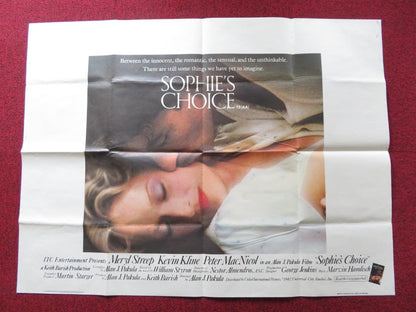 Between the innocent, the romantic, the sensual, and the unthinkable.
There are still some things we have yet to imagine.
SOPHIE'S
CHOICE
ITC Entertainment Presents Meryl Streep Kevin Kline Peter MacNicol in an Alan J. Pakula Film "Sophie's Choice"
a Keith Barish Production Alan J. Pakula William Styron Nestor Almendros, ASC George Jenkins Marvin Hamlisch
Martin Starger Alan J. Pakula and Keith Barish Alan J. Pakula